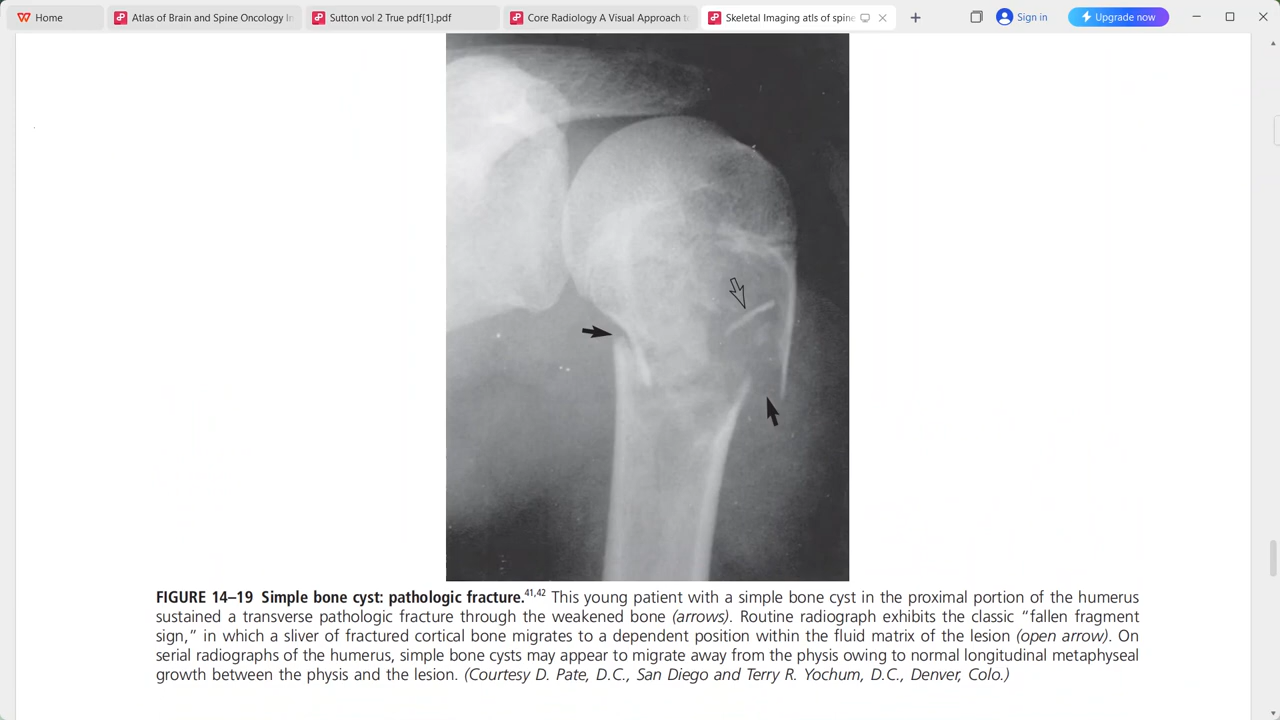 Home
Atlas of Brain and Spine Oncology I
Sutton vol 2 True pdf[1].pdf
Core Radiology A Visual Approach to
Skeletal Imaging atls of spine
Sign in
Upgrade now
FIGURE 14–19 Simple bone cyst: pathologic fracture.41,42 This young patient with a simple bone cyst in the proximal portion of the humerus
sustained a transverse pathologic fracture through the weakened bone (arrows). Routine radiograph exhibits the classic “fallen fragment
sign,” in which a sliver of fractured cortical bone migrates to a dependent position within the fluid matrix of the lesion (open arrow). On
serial radiographs of the humerus, simple bone cysts may appear to migrate away from the physis owing to normal longitudinal metaphyseal
growth between the physis and the lesion. (Courtesy D. Pate, D.C., San Diego and Terry R. Yochum, D.C., Denver, Colo.)